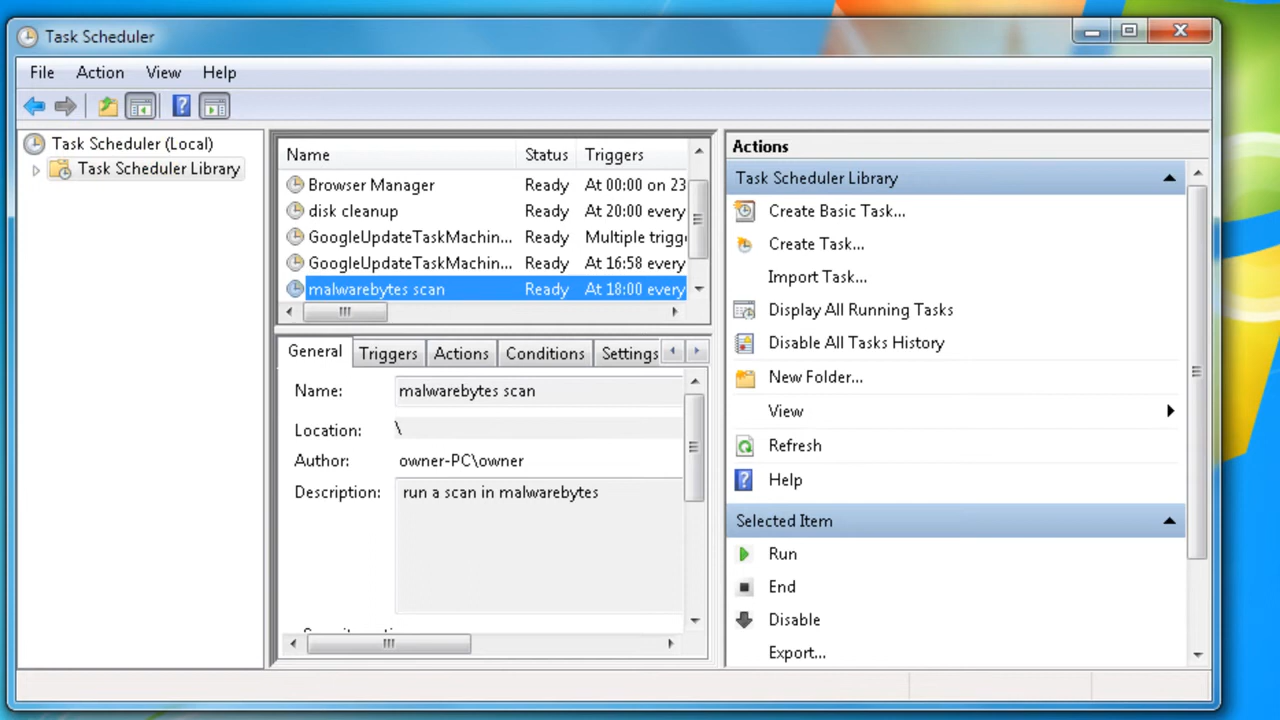 Task Scheduler
File Action View Help
Task Scheduler (Local)
Task Scheduler Library
Name Status Triggers
Browser Manager Ready At 00:00 on 23
disk cleanup Ready At 20:00 every
GoogleUpdateTaskMachin... Ready Multiple trigg
GoogleUpdateTaskMachin... Ready At 16:58 every
malwarebytes scan Ready At 18:00 every
General Triggers Actions Conditions Settings
Name: malwarebytes scan
Location: \
Author: owner-PC\owner
Description: run a scan in malwarebytes
Actions
Task Scheduler Library
Create Basic Task...
Create Task...
Import Task...
Display All Running Tasks
Disable All Tasks History
New Folder...
View
Refresh
Help
Selected Item
Run
End
Disable
Export...